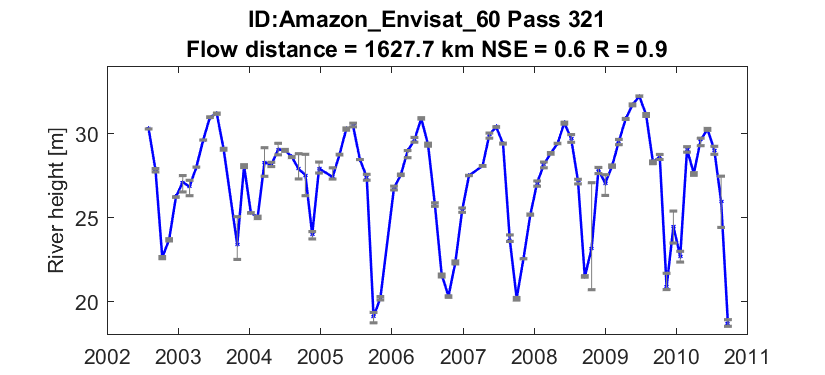 ID:Amazon_Envisat_60 Pass 321
Flow distance = 1627.7 km NSE = 0.6 R = 0.9
River height [m]
30
25
20
2002 2003 2004 2005 2006 2007 2008 2009 2010 2011